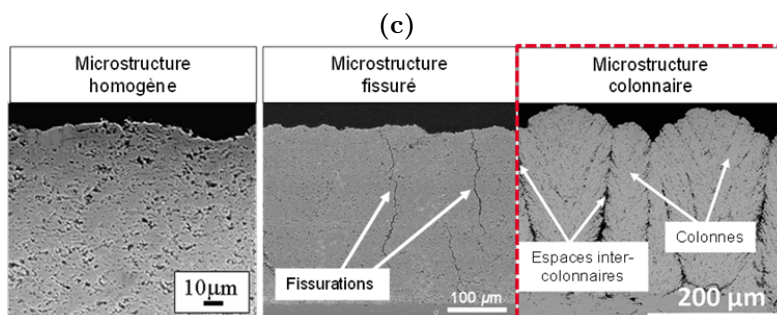 (c)
Microstructure
homogène
Microstructure
fissuré
Microstructure
colonnaire
10µm
Fissurations
100 µm
Espaces inter-
colonnaires
Colonnes
200 µm